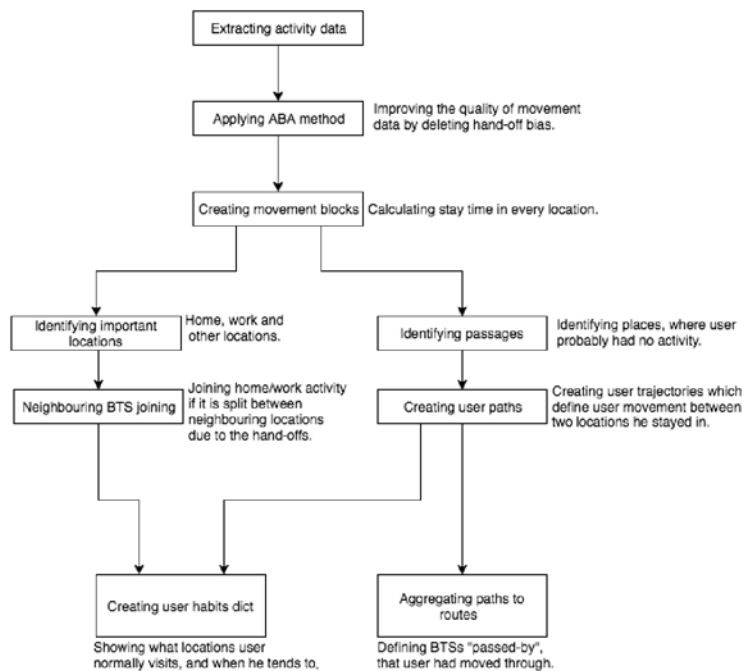 Extracting activity data
Applying ABA method
Improving the quality of movement
data by deleting hand-off bias.
Creating movement blocks
Calculating stay time in every location.
Identifying important
locations
Home, work and
other locations.
Identifying passages
Identifying places, where user
probably had no activity.
Neighbouring BTS joining
Joining home/work activity
if it is split between
neighbouring locations
due to the hand-offs.
Creating user paths
Creating user trajectories which
define user movement between
two locations he stayed in.
Creating user habits dict
Showing what locations user
normally visits, and when he tends to.
Aggregating paths to
routes
Defining BTSs "passed-by",
that user had moved through.